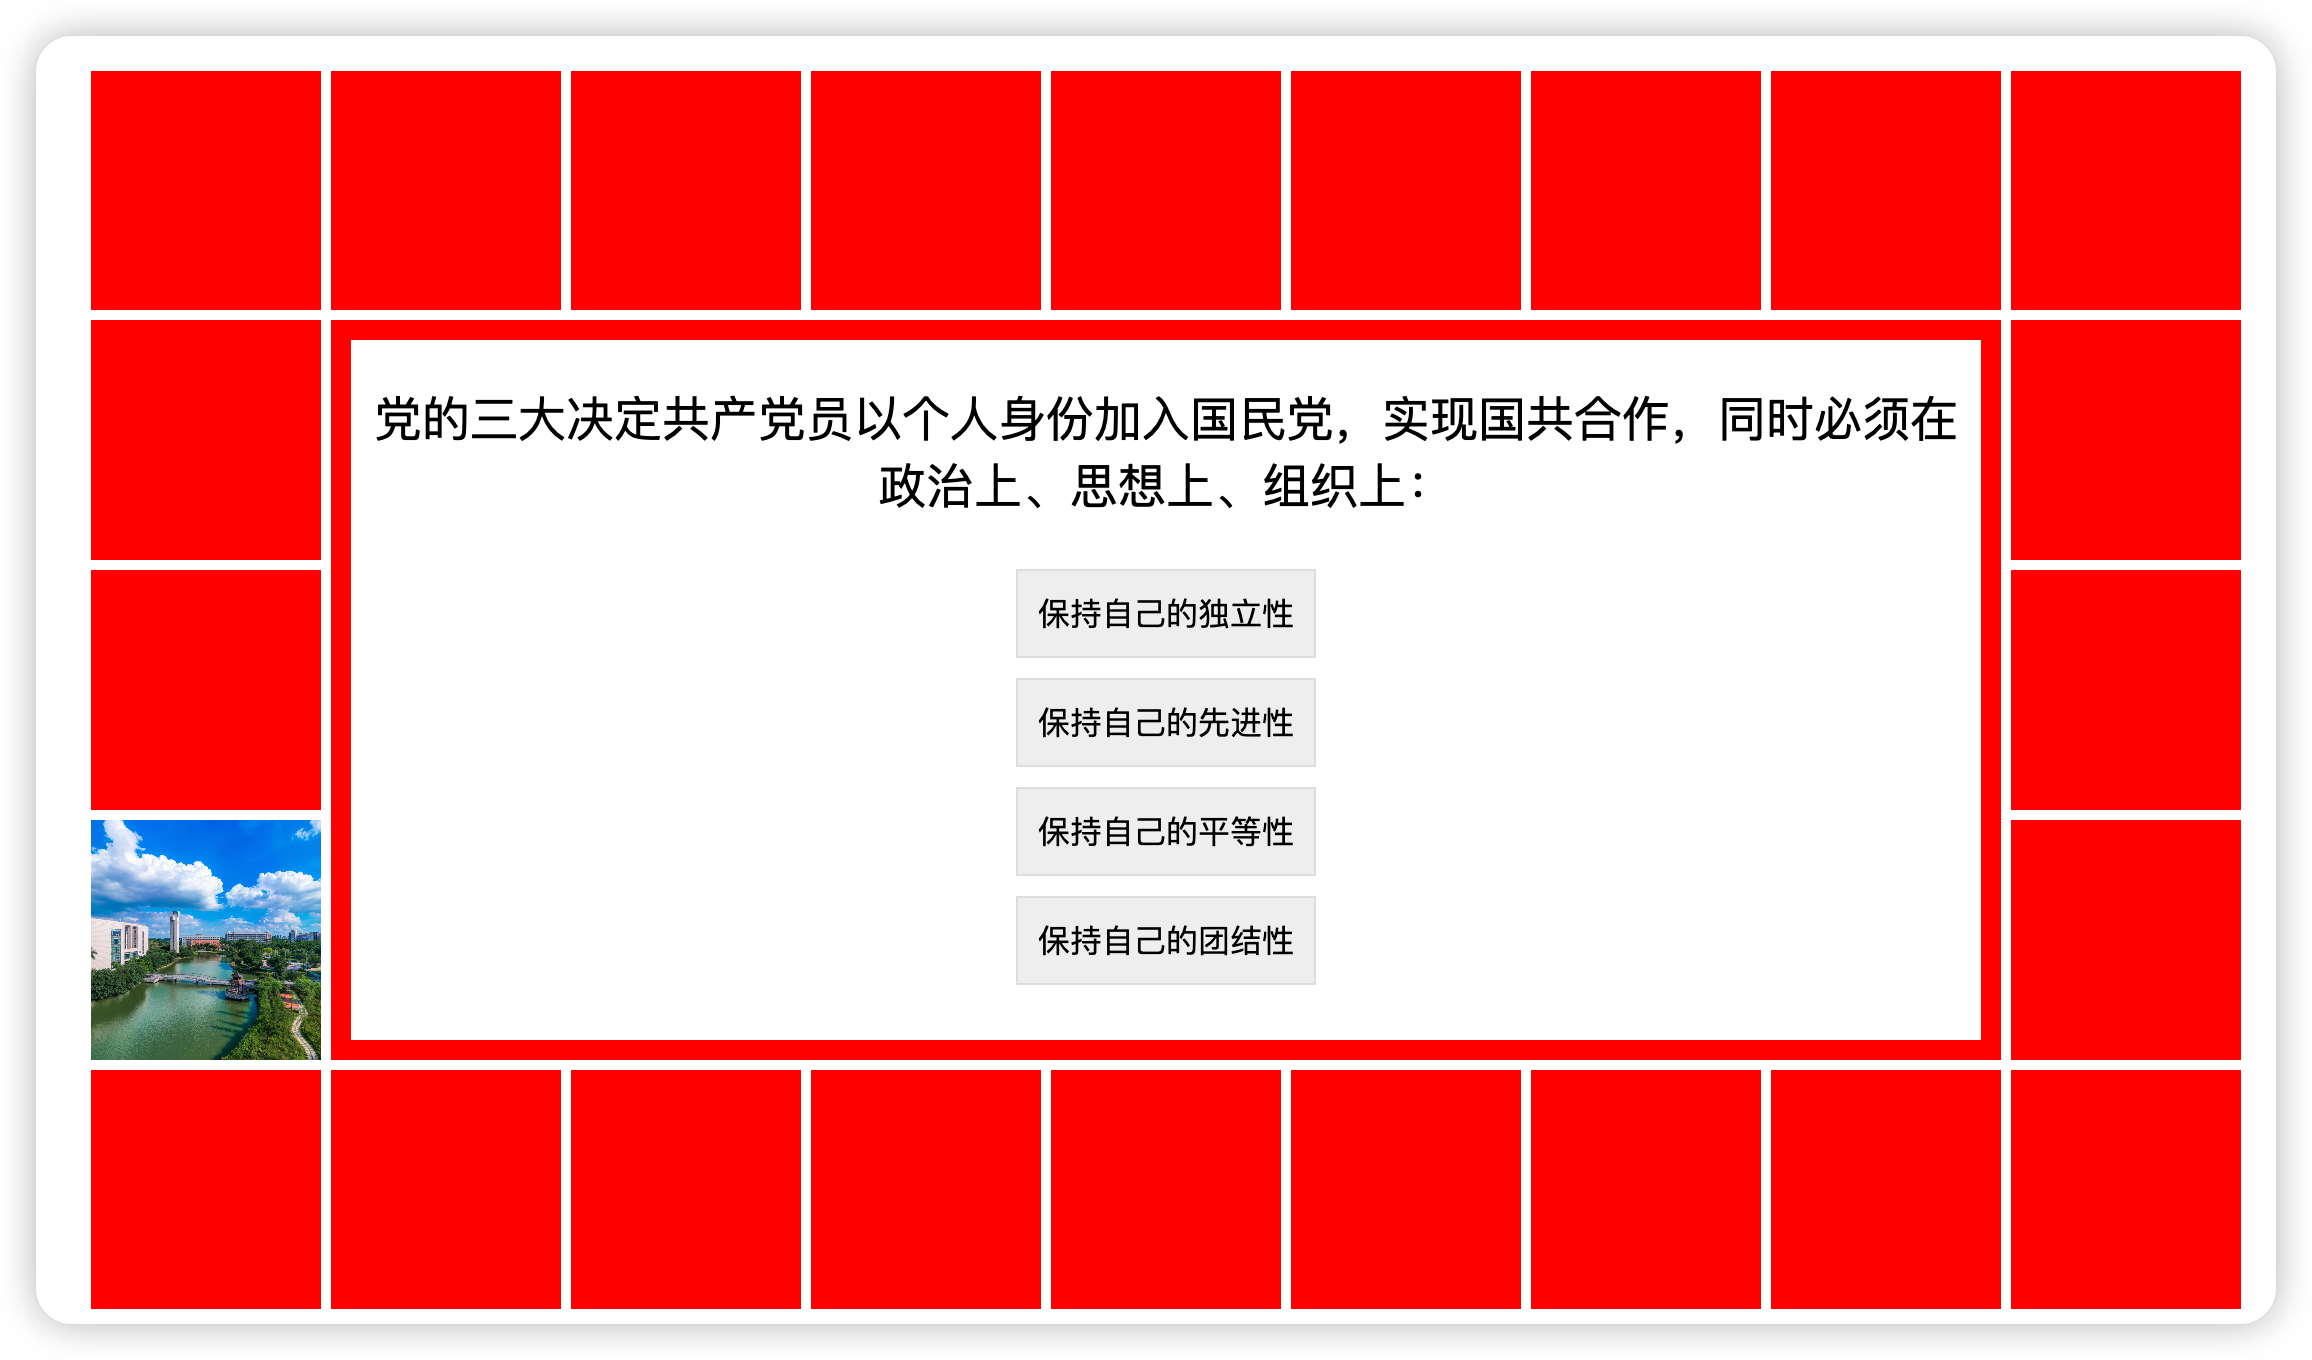 党的三大决定共产党员以个人身份加入国民党，实现国共合作，同时必须在
政治上、思想上、组织上：
保持自己的独立性
保持自己的先进性
保持自己的平等性
保持自己的团结性